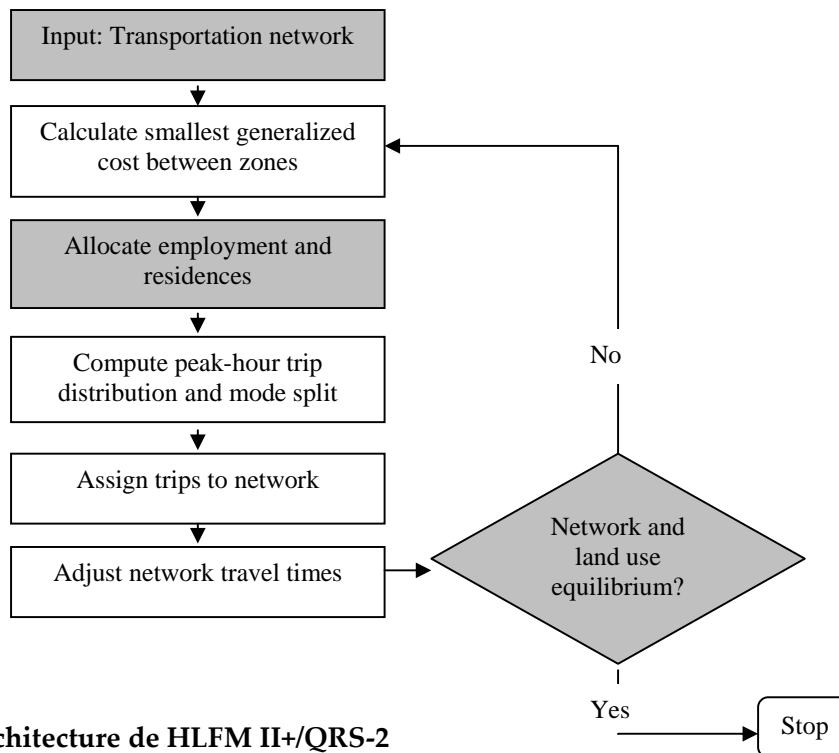 Input: Transportation network
Calculate smallest generalized
cost between zones
Allocate employment and
residences
Compute peak-hour trip
distribution and mode split
Assign trips to network
Adjust network travel times
Network and
land use
equilibrium?
No
Yes
Stop
chitecture de HLFM II+/QRS-2